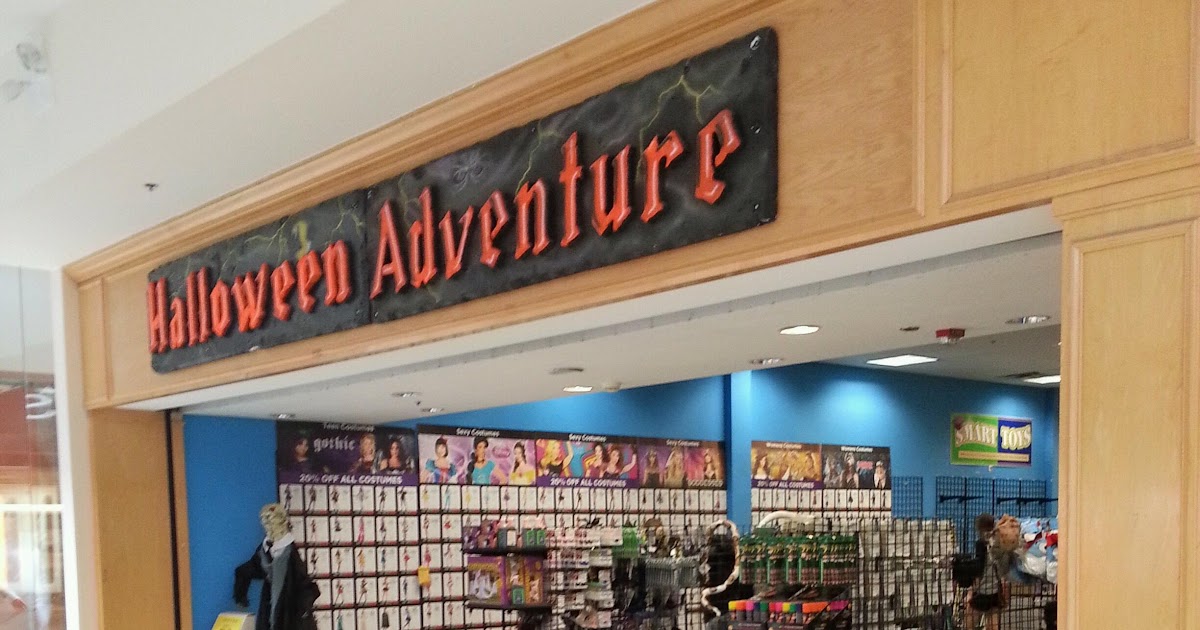 Halloween Adventure
Teen Costumes
gothic
20% OFF ALL COSTUMES
Sexy Costumes
Sexy Costumes
Sexy Costumes
20% OFF ALL COSTUMES
Womens Costumes
Womens Costumes
20% OFF ALL COSTUMES
SMART TOYS